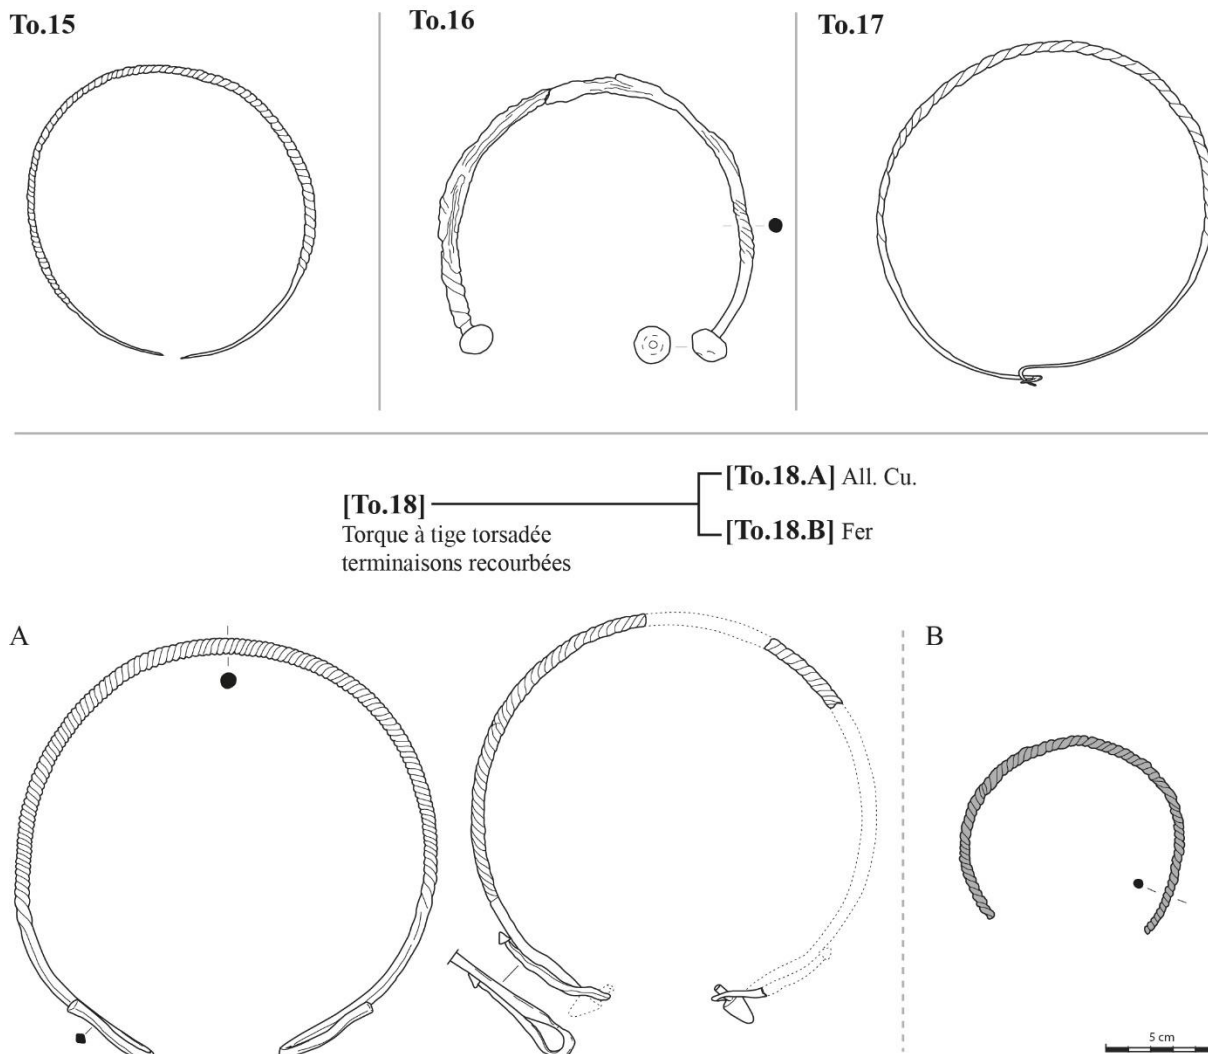 To.15
To.16
To.17
[To.18]
Torque à tige torsadée
terminaisons recourbées
[To.18.A] All. Cu.
[To.18.B] Fer
A
B
5 cm